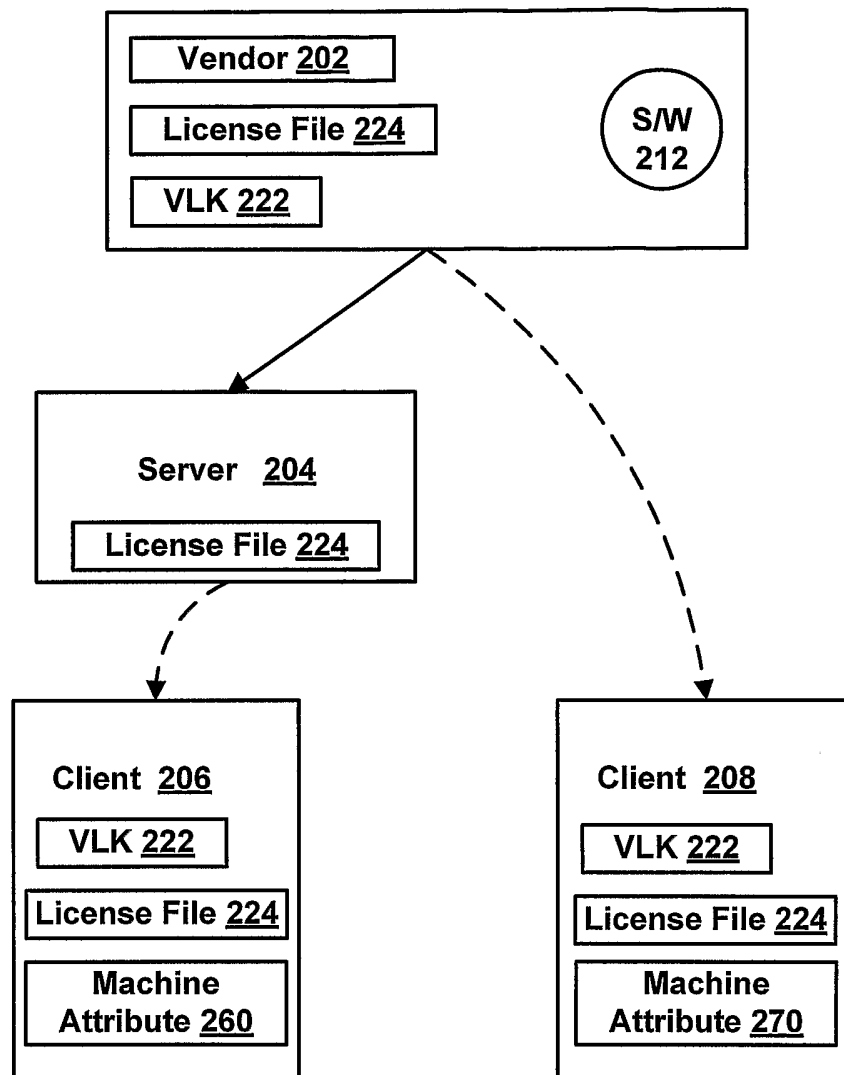 Vendor 202
License File 224
VLK 222
S/W
212
Server 204
License File 224
Client 206
VLK 222
License File 224
Machine
Attribute 260
Client 208
VLK 222
License File 224
Machine
Attribute 270